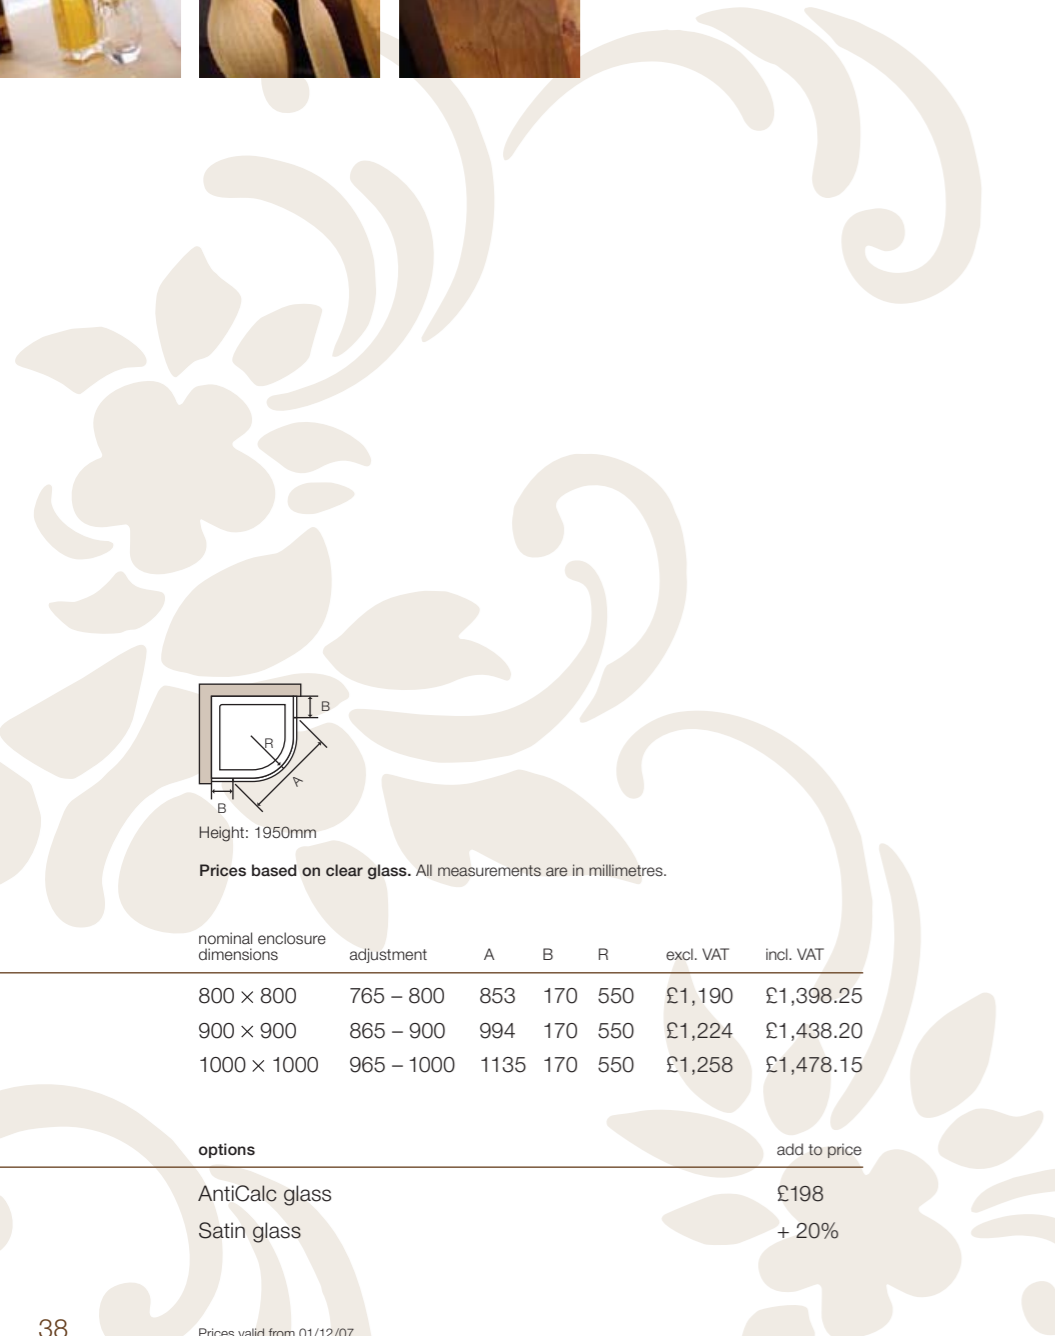 B
R
A
B
Height: 1950mm
Prices based on clear glass. All measurements are in millimetres.
nominal enclosure
dimensions adjustment A B R excl. VAT incl. VAT
800 × 800 765 – 800 853 170 550 £1,190 £1,398.25
900 × 900 865 – 900 994 170 550 £1,224 £1,438.20
1000 × 1000 965 – 1000 1135 170 550 £1,258 £1,478.15
options add to price
AntiCalc glass £198
Satin glass + 20%
38 Prices valid from 01/12/07